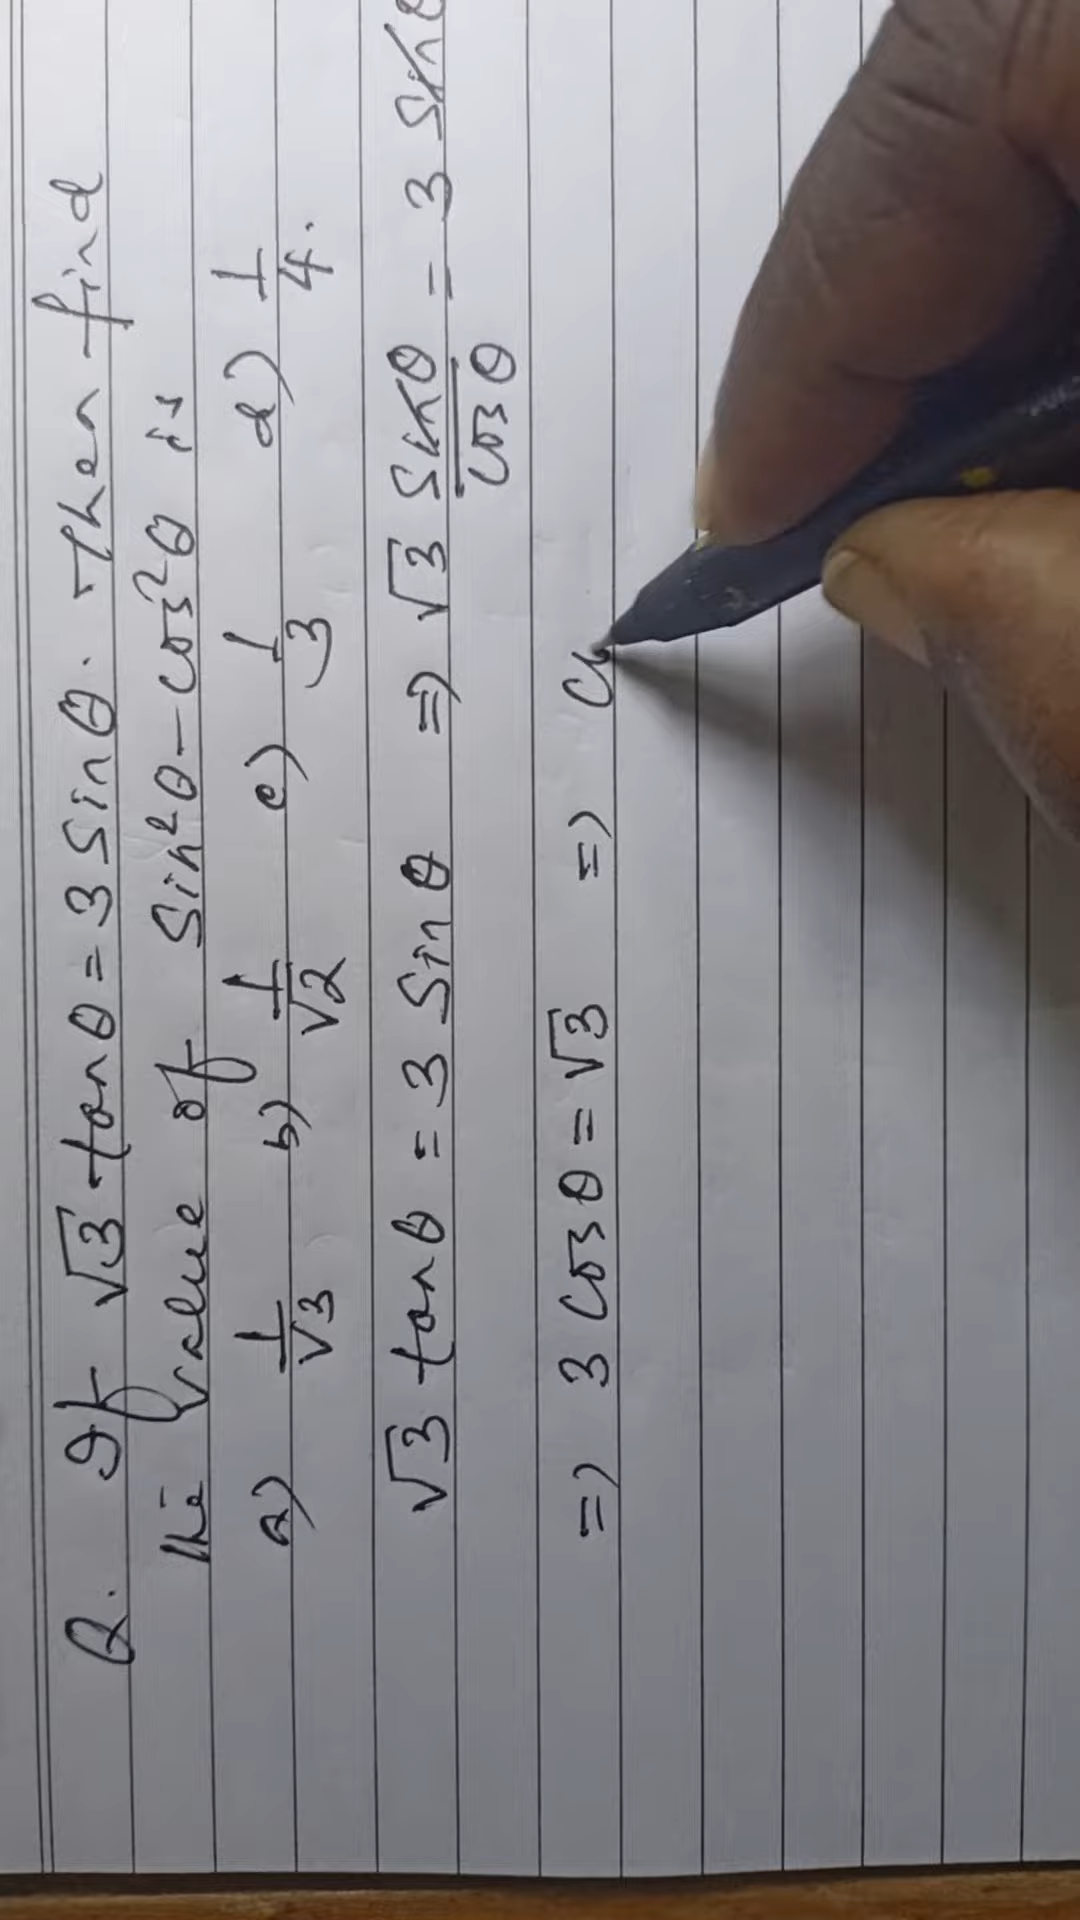 Q. If √3 tanθ = 3 Sinθ. Then find
the value of Sin²θ - cos²θ is
a) 1/√3 b) 1/√2 c) 1/3 d) 1/4.
√3 tanθ = 3 Sinθ => √3 Sinθ/cosθ = 3 Sinθ
=> 3 cosθ = √3 => Co